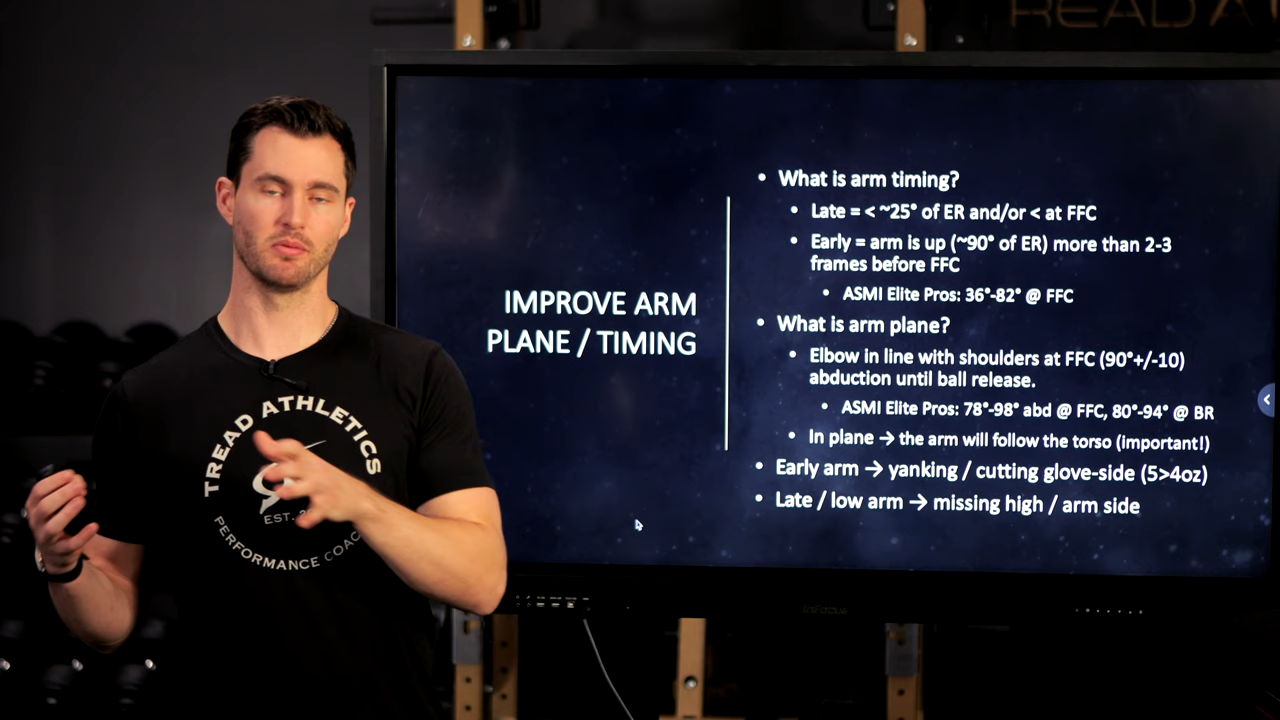 READ A
IMPROVE ARM
PLANE / TIMING
• What is arm timing?
• Late = < ~25° of ER and/or < at FFC
• Early = arm is up (~90° of ER) more than 2-3
frames before FFC
• ASMI Elite Pros: 36°-82° @ FFC
• What is arm plane?
• Elbow in line with shoulders at FFC (90°+/-10)
abduction until ball release.
• ASMI Elite Pros: 78°-98° abd @ FFC, 80°-94° @ BR
• In plane → the arm will follow the torso (important!)
• Early arm → yanking / cutting glove-side (5>4oz)
• Late / low arm → missing high / arm side
TREAD ATHLETICS
EST. 2
PERFORMANCE COAC
InFocus